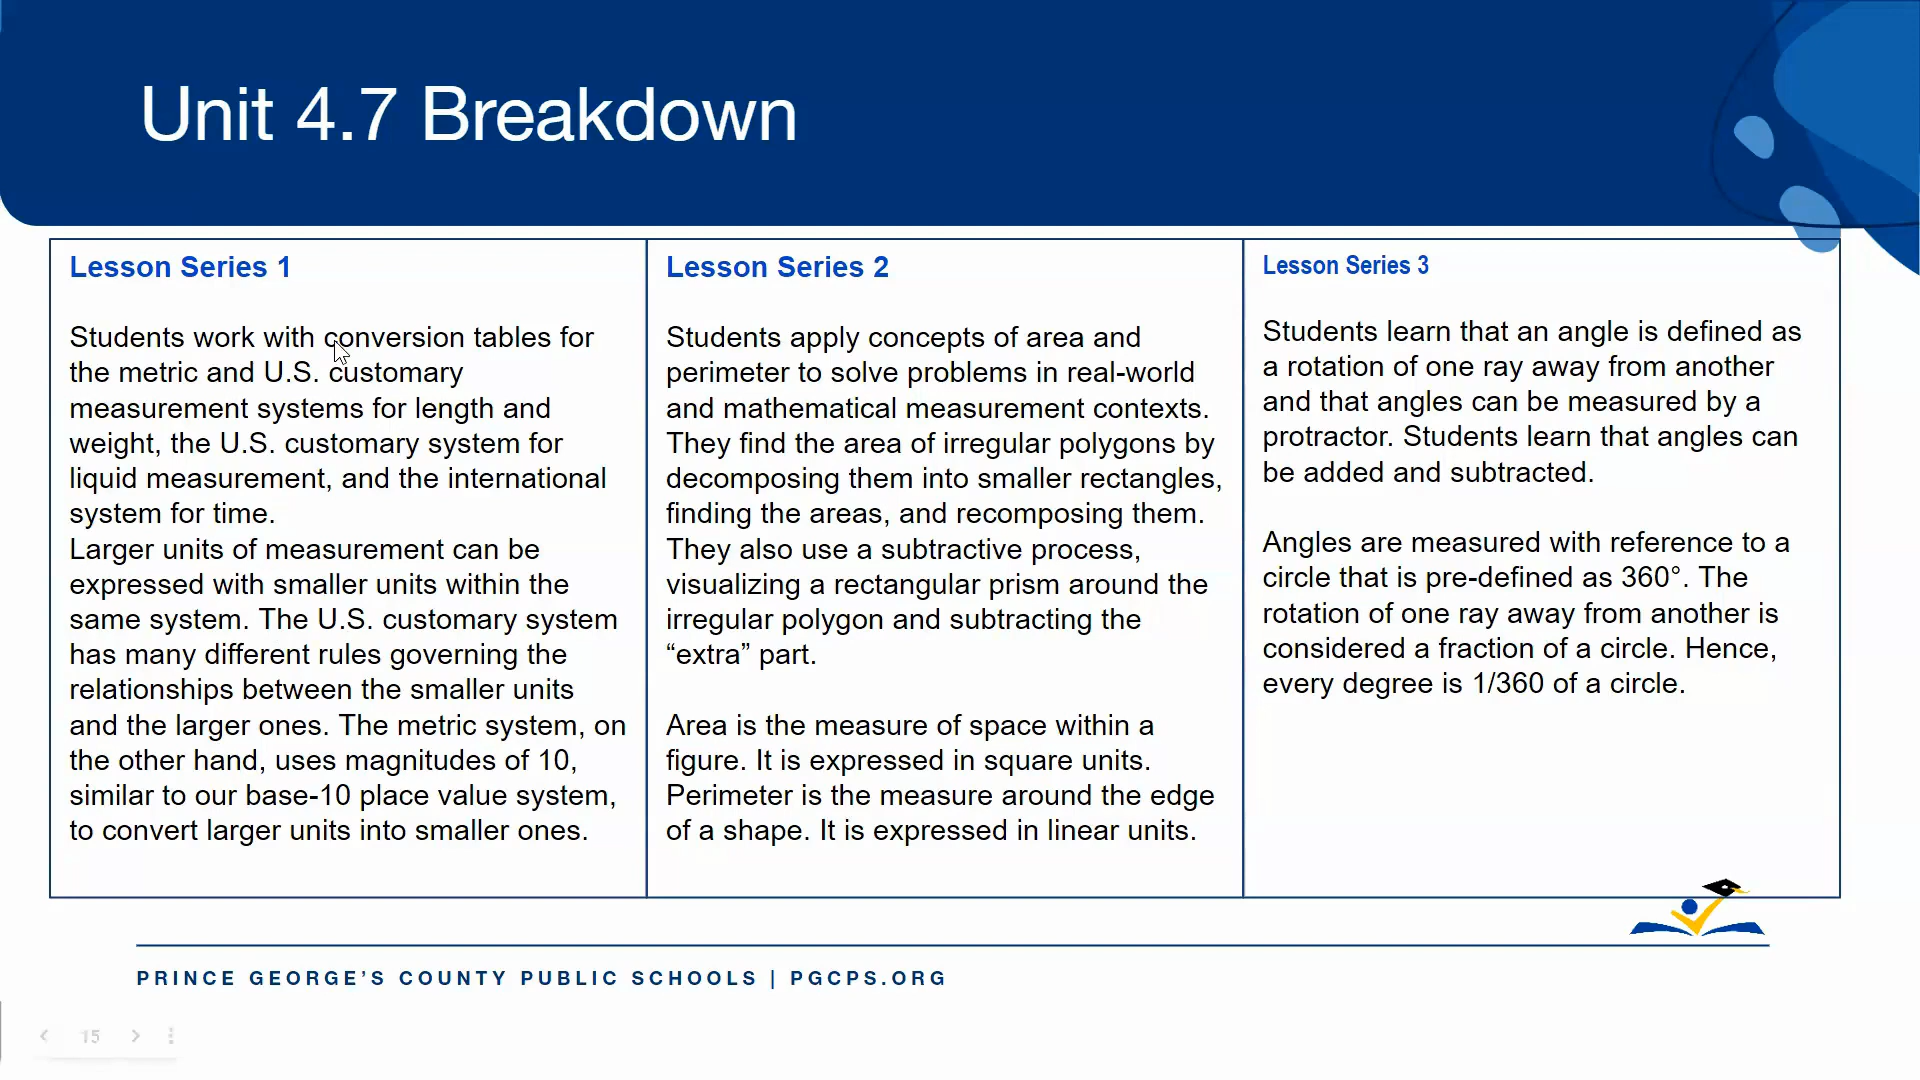 Unit 4.7 Breakdown
Lesson Series 1
Students work with conversion tables for
the metric and U.S. customary
measurement systems for length and
weight, the U.S. customary system for
liquid measurement, and the international
system for time.
Larger units of measurement can be
expressed with smaller units within the
same system. The U.S. customary system
has many different rules governing the
relationships between the smaller units
and the larger ones. The metric system, on
the other hand, uses magnitudes of 10,
similar to our base-10 place value system,
to convert larger units into smaller ones.
Lesson Series 2
Students apply concepts of area and
perimeter to solve problems in real-world
and mathematical measurement contexts.
They find the area of irregular polygons by
decomposing them into smaller rectangles,
finding the areas, and recomposing them.
They also use a subtractive process,
visualizing a rectangular prism around the
irregular polygon and subtracting the
“extra” part.
Area is the measure of space within a
figure. It is expressed in square units.
Perimeter is the measure around the edge
of a shape. It is expressed in linear units.
Lesson Series 3
Students learn that an angle is defined as
a rotation of one ray away from another
and that angles can be measured by a
protractor. Students learn that angles can
be added and subtracted.
Angles are measured with reference to a
circle that is pre-defined as 360°. The
rotation of one ray away from another is
considered a fraction of a circle. Hence,
every degree is 1/360 of a circle.
PRINCE GEORGE’S COUNTY PUBLIC SCHOOLS | PGCPS.ORG
15